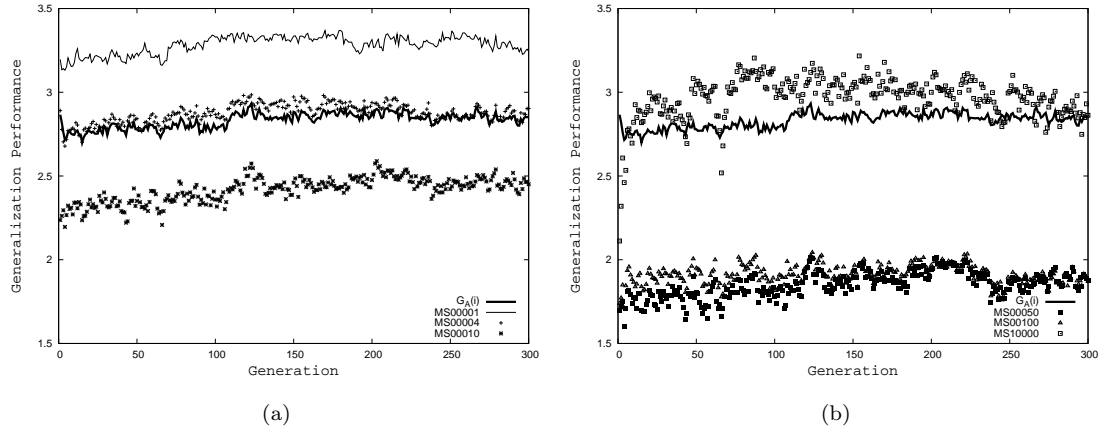 3.5
3
2.5
2
1.5
0 50 100 150 200 250 300
Generalization Performance
Generation
G_A(i)
MS00001
MS00004
MS00010
(a)
3.5
3
2.5
2
1.5
0 50 100 150 200 250 300
Generalization Performance
Generation
G_A(i)
MS00050
MS00100
MS10000
(b)